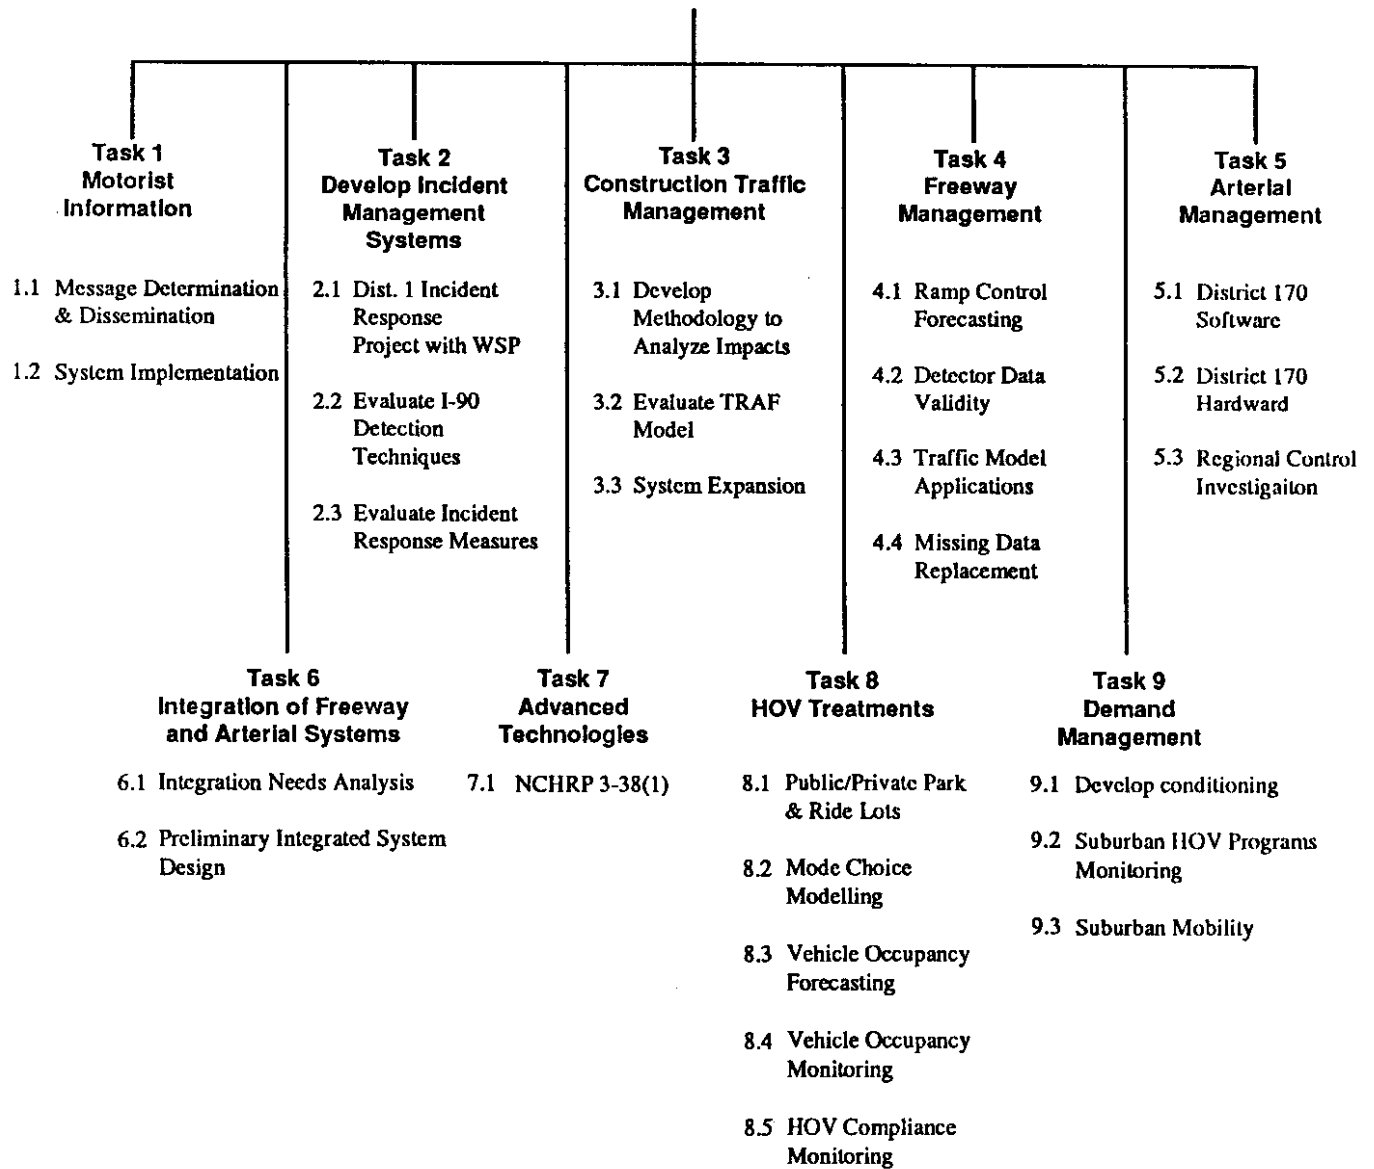 Task 1
Motorist
Information
1.1 Message Determination
& Dissemination
1.2 System Implementation
Task 2
Develop Incident
Management
Systems
2.1 Dist. 1 Incident
Response
Project with WSP
2.2 Evaluate I-90
Detection
Techniques
2.3 Evaluate Incident
Response Measures
Task 3
Construction Traffic
Management
3.1 Develop
Methodology to
Analyze Impacts
3.2 Evaluate TRAF
Model
3.3 System Expansion
Task 4
Freeway
Management
4.1 Ramp Control
Forecasting
4.2 Detector Data
Validity
4.3 Traffic Model
Applications
4.4 Missing Data
Replacement
Task 5
Arterial
Management
5.1 District 170
Software
5.2 District 170
Hardward
5.3 Regional Control
Investigaiton
Task 6
Integration of Freeway
and Arterial Systems
6.1 Integration Needs Analysis
6.2 Preliminary Integrated System
Design
Task 7
Advanced
Technologies
7.1 NCHRP 3-38(1)
Task 8
HOV Treatments
8.1 Public/Private Park
& Ride Lots
8.2 Mode Choice
Modelling
8.3 Vehicle Occupancy
Forecasting
8.4 Vehicle Occupancy
Monitoring
8.5 HOV Compliance
Monitoring
Task 9
Demand
Management
9.1 Develop conditioning
9.2 Suburban HOV Programs
Monitoring
9.3 Suburban Mobility